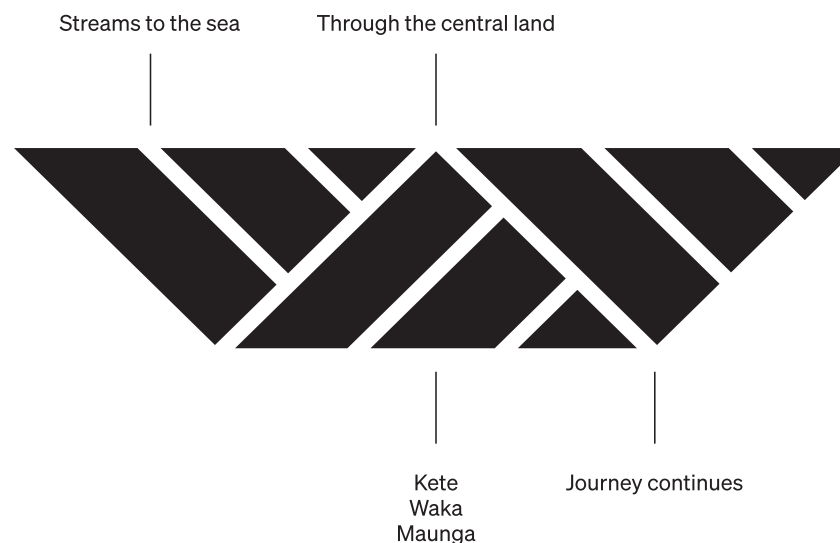 Streams to the sea
Through the central land
Kete
Waka
Maunga
Journey continues